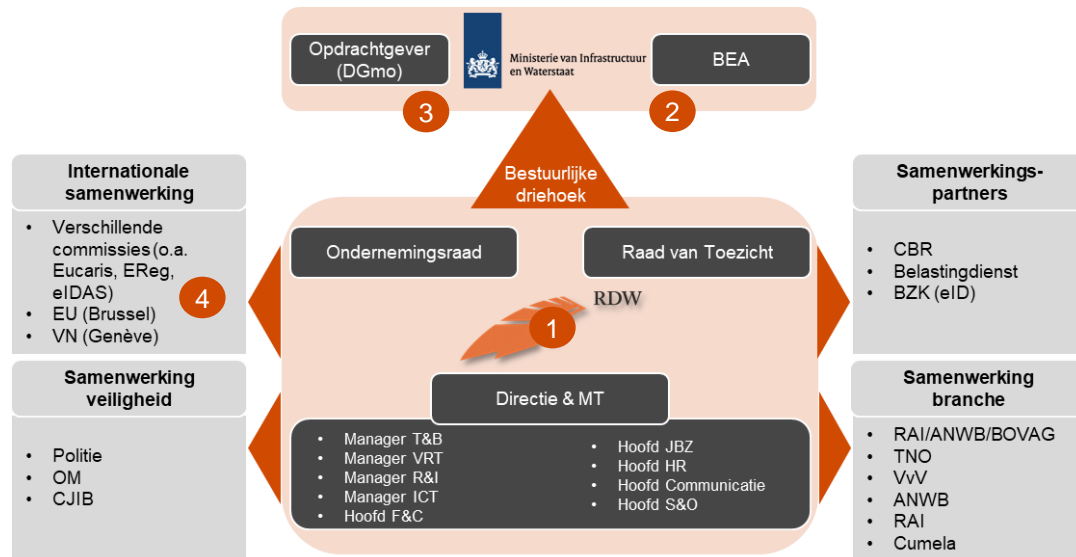 Opdrachtgever
(DGmo)
Ministerie van Infrastructuur
en Waterstaat
BEA
3
2
Bestuurlijke
driehoek
Internationale
samenwerking
• Verschillende
commissies (o.a.
Eucaris, EReg,
eIDAS)
• EU (Brussel)
• VN (Genève)
4
Samenwerking
veiligheid
• Politie
• OM
• CJIB
Ondernemingsraad
Raad van Toezicht
RDW
1
Directie & MT
• Manager T&B
• Manager VRT
• Manager R&I
• Manager ICT
• Hoofd F&C
• Hoofd JBZ
• Hoofd HR
• Hoofd Communicatie
• Hoofd S&O
Samenwerkings-
partners
• CBR
• Belastingdienst
• BZK (eID)
Samenwerking
branche
• RAI/ANWB/BOVAG
• TNO
• VvV
• ANWB
• RAI
• Cumela